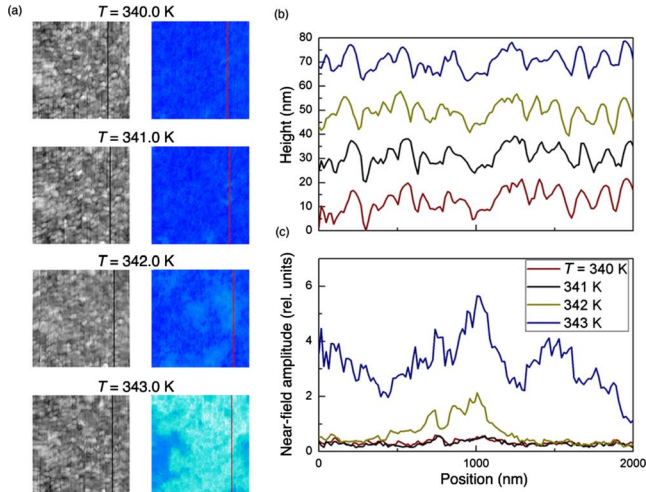 (a)
T = 340.0 K
T = 341.0 K
T = 342.0 K
T = 343.0 K
(b)
80
70
60
50
40
30
20
10
0
Height (nm)
(c)
6
4
2
0
Near-field amplitude (rel. units)
T = 340 K
341 K
342 K
343 K
0
1000
2000
Position (nm)